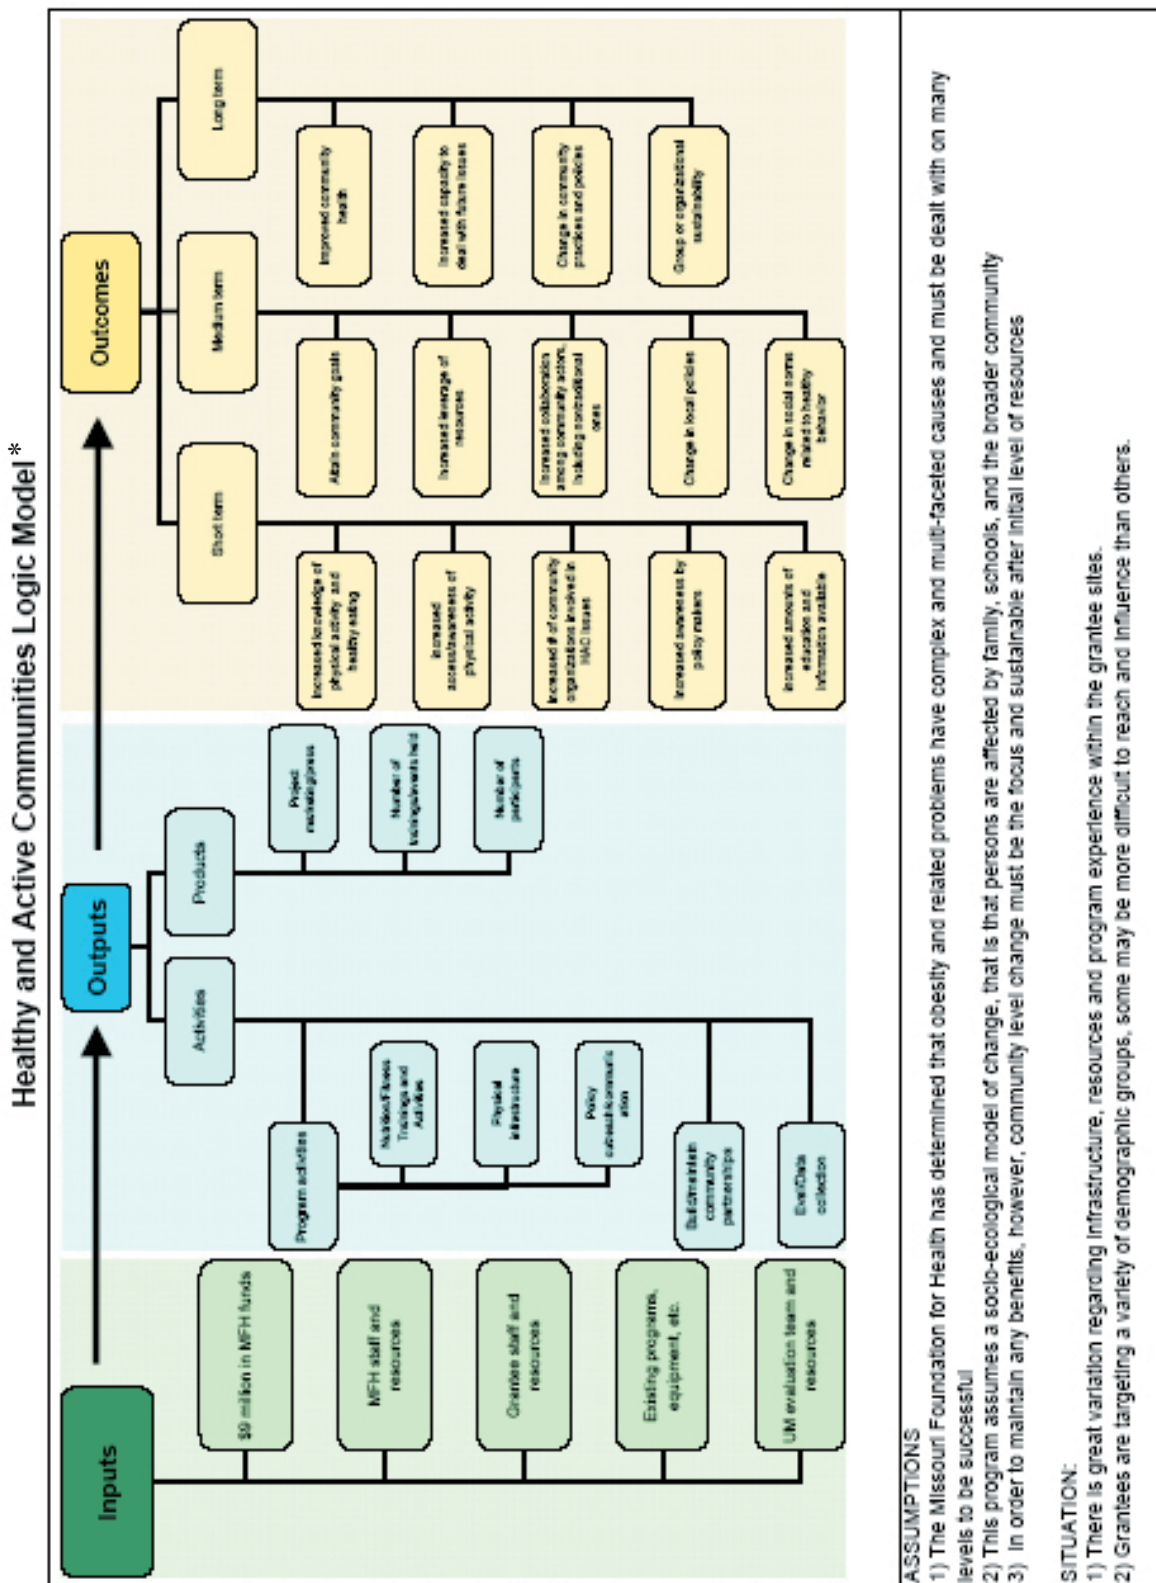 Healthy and Active Communities Logic Model*
Inputs
$9 million in MFH funds
MFH staff and
resources
Grantee staff and
resources
Existing programs,
equipment, etc.
UM evaluation team and
resources
Outputs
Activities
Program activities
Nutrition/Fitness
Trainings and
Activities
Physical
infrastructure
Policy
outreach/communic
ation
Build/maintain
community
partnerships
Eval/Data
collection
Products
Project
marketing/press
Number of
trainings/events held
Number of
participants
Outcomes
Short term
Increased knowledge of
physical activity and
healthy eating
Increased
access/awareness of
physical activity
Increased # of community
organizations involved in
HAC issues
Increased awareness by
policy makers
Increased amounts of
education and
information available
Medium term
Attain community goals
Increased leverage of
resources
Increased collaboration
among community actors,
including nontraditional
ones
Change in local policies
Change in social norms
related to healthy
behavior
Long term
Improved community
health
Increased capacity to
deal with future issues
Change in community
practices and policies
Group or organizational
sustainability
ASSUMPTIONS
1) The Missouri Foundation for Health has determined that obesity and related problems have complex and multi-faceted causes and must be dealt with on many
levels to be successful
2) This program assumes a socio-ecological model of change, that is that persons are affected by family, schools, and the broader community
3) In order to maintain any benefits, however, community level change must be the focus and sustainable after initial level of resources
SITUATION:
1) There is great variation regarding infrastructure, resources and program experience within the grantee sites.
2) Grantees are targeting a variety of demographic groups, some may be more difficult to reach and influence than others.